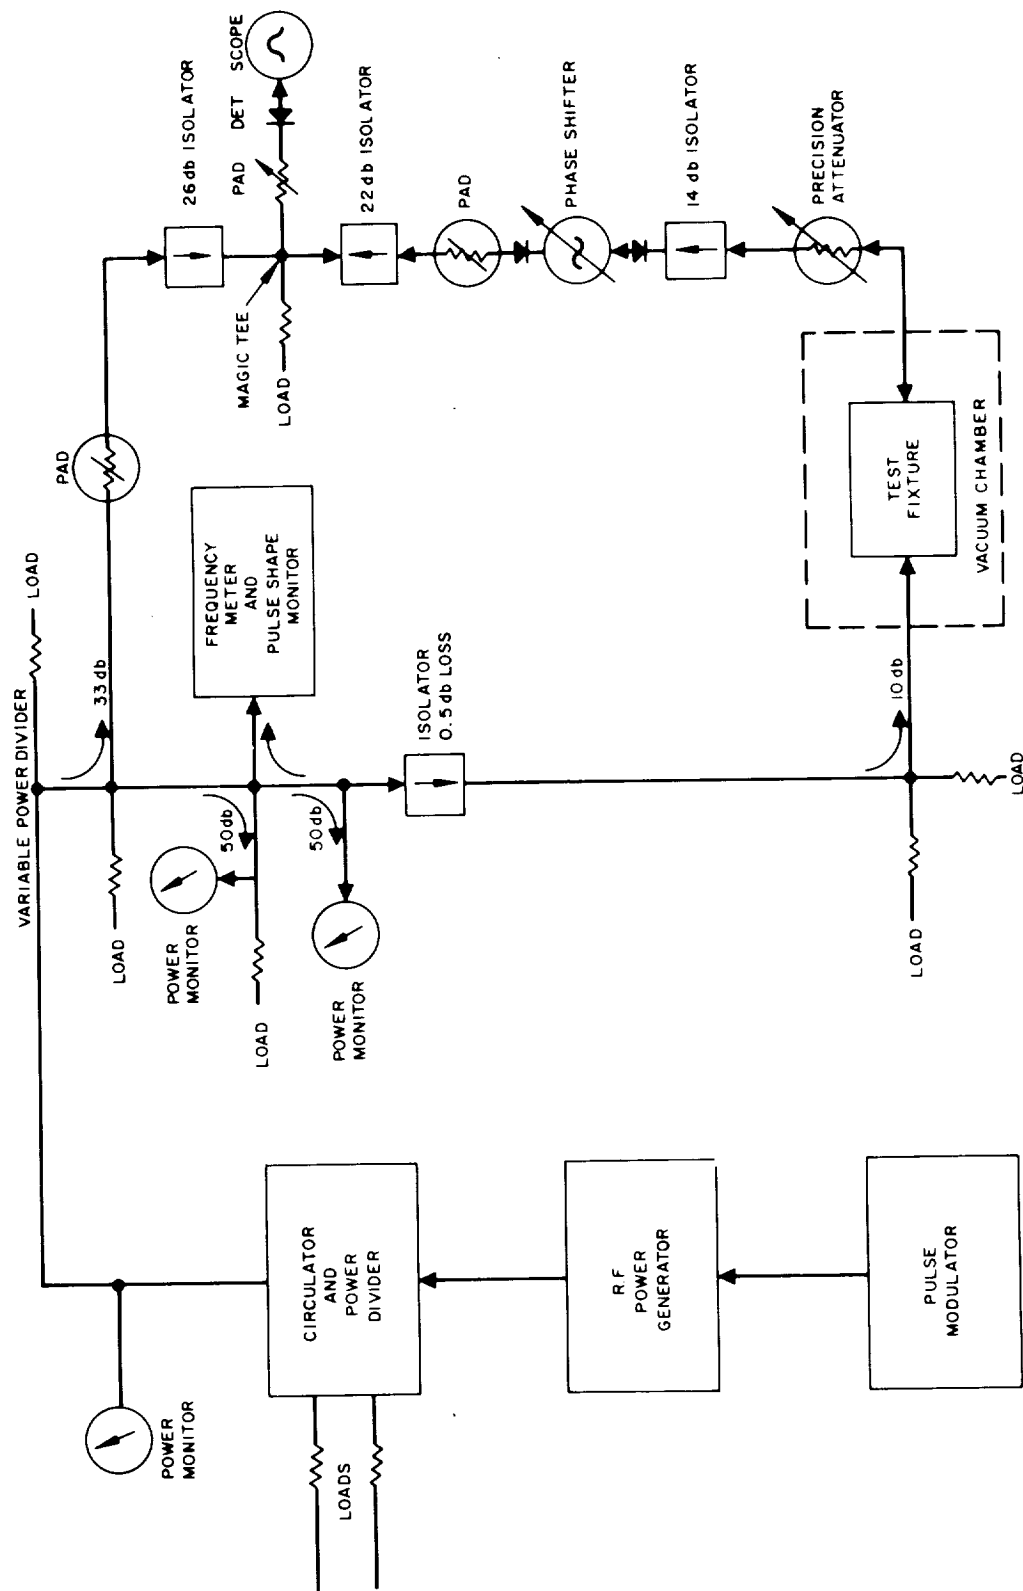 26 db ISOLATOR
PAD
DET
SCOPE
22 db ISOLATOR
PAD
PHASE SHIFTER
14 db ISOLATOR
PRECISION
ATTENUATOR
MAGIC TEE
LOAD
PAD
LOAD
33 db
VARIABLE POWER DIVIDER
FREQUENCY
METER
AND
PULSE SHAPE
MONITOR
ISOLATOR
0.5 db LOSS
TEST
FIXTURE
VACUUM CHAMBER
10 db
LOAD
LOAD
50 db
50 db
LOAD
POWER
MONITOR
LOAD
POWER
MONITOR
CIRCULATOR
AND
POWER
DIVIDER
R.F
POWER
GENERATOR
PULSE
MODULATOR
POWER
MONITOR
LOADS